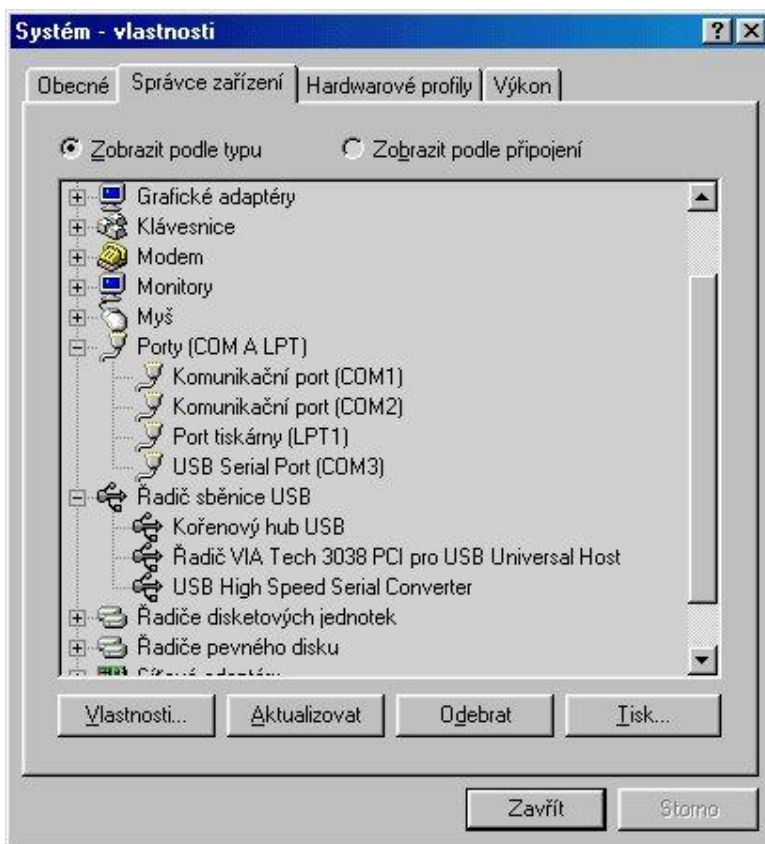 Systém - vlastnosti
Obecné Správce zařízení Hardwarové profily Výkon
Zobrazit podle typu Zobrazit podle připojení
Grafické adaptéry
Klávesnice
Modem
Monitory
Myš
Porty (COM A LPT)
Komunikační port (COM1)
Komunikační port (COM2)
Port tiskárny (LPT1)
USB Serial Port (COM3)
Řadič sběnice USB
Kořenový hub USB
Řadič VIA Tech 3038 PCI pro USB Universal Host
USB High Speed Serial Converter
Řadiče disketových jednotek
Řadiče pevného disku
Vlastnosti... Aktualizovat Odebrat Tisk...
Zavřít Storno